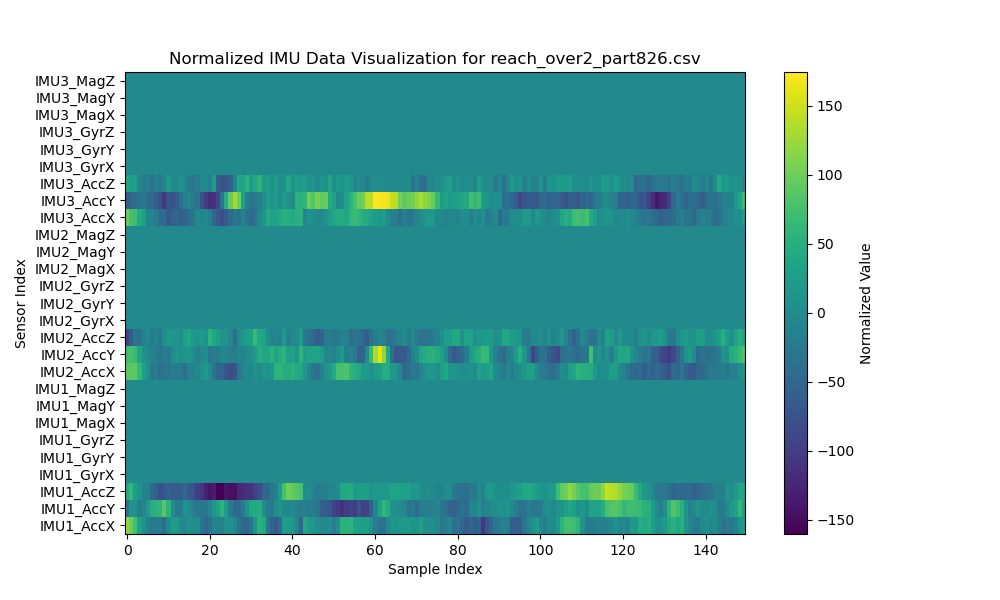 Normalized IMU Data Visualization for reach_over2_part826.csv
IMU3_MagZ
IMU3_MagY
IMU3_MagX
IMU3_GyrZ
IMU3_GyrY
IMU3_GyrX
IMU3_AccZ
IMU3_AccY
IMU3_AccX
IMU2_MagZ
IMU2_MagY
IMU2_MagX
IMU2_GyrZ
IMU2_GyrY
IMU2_GyrX
IMU2_AccZ
IMU2_AccY
IMU2_AccX
IMU1_MagZ
IMU1_MagY
IMU1_MagX
IMU1_GyrZ
IMU1_GyrY
IMU1_GyrX
IMU1_AccZ
IMU1_AccY
IMU1_AccX
Sensor Index
0 20 40 60 80 100 120 140
Sample Index
150
100
50
0
−50
−100
−150
Normalized Value